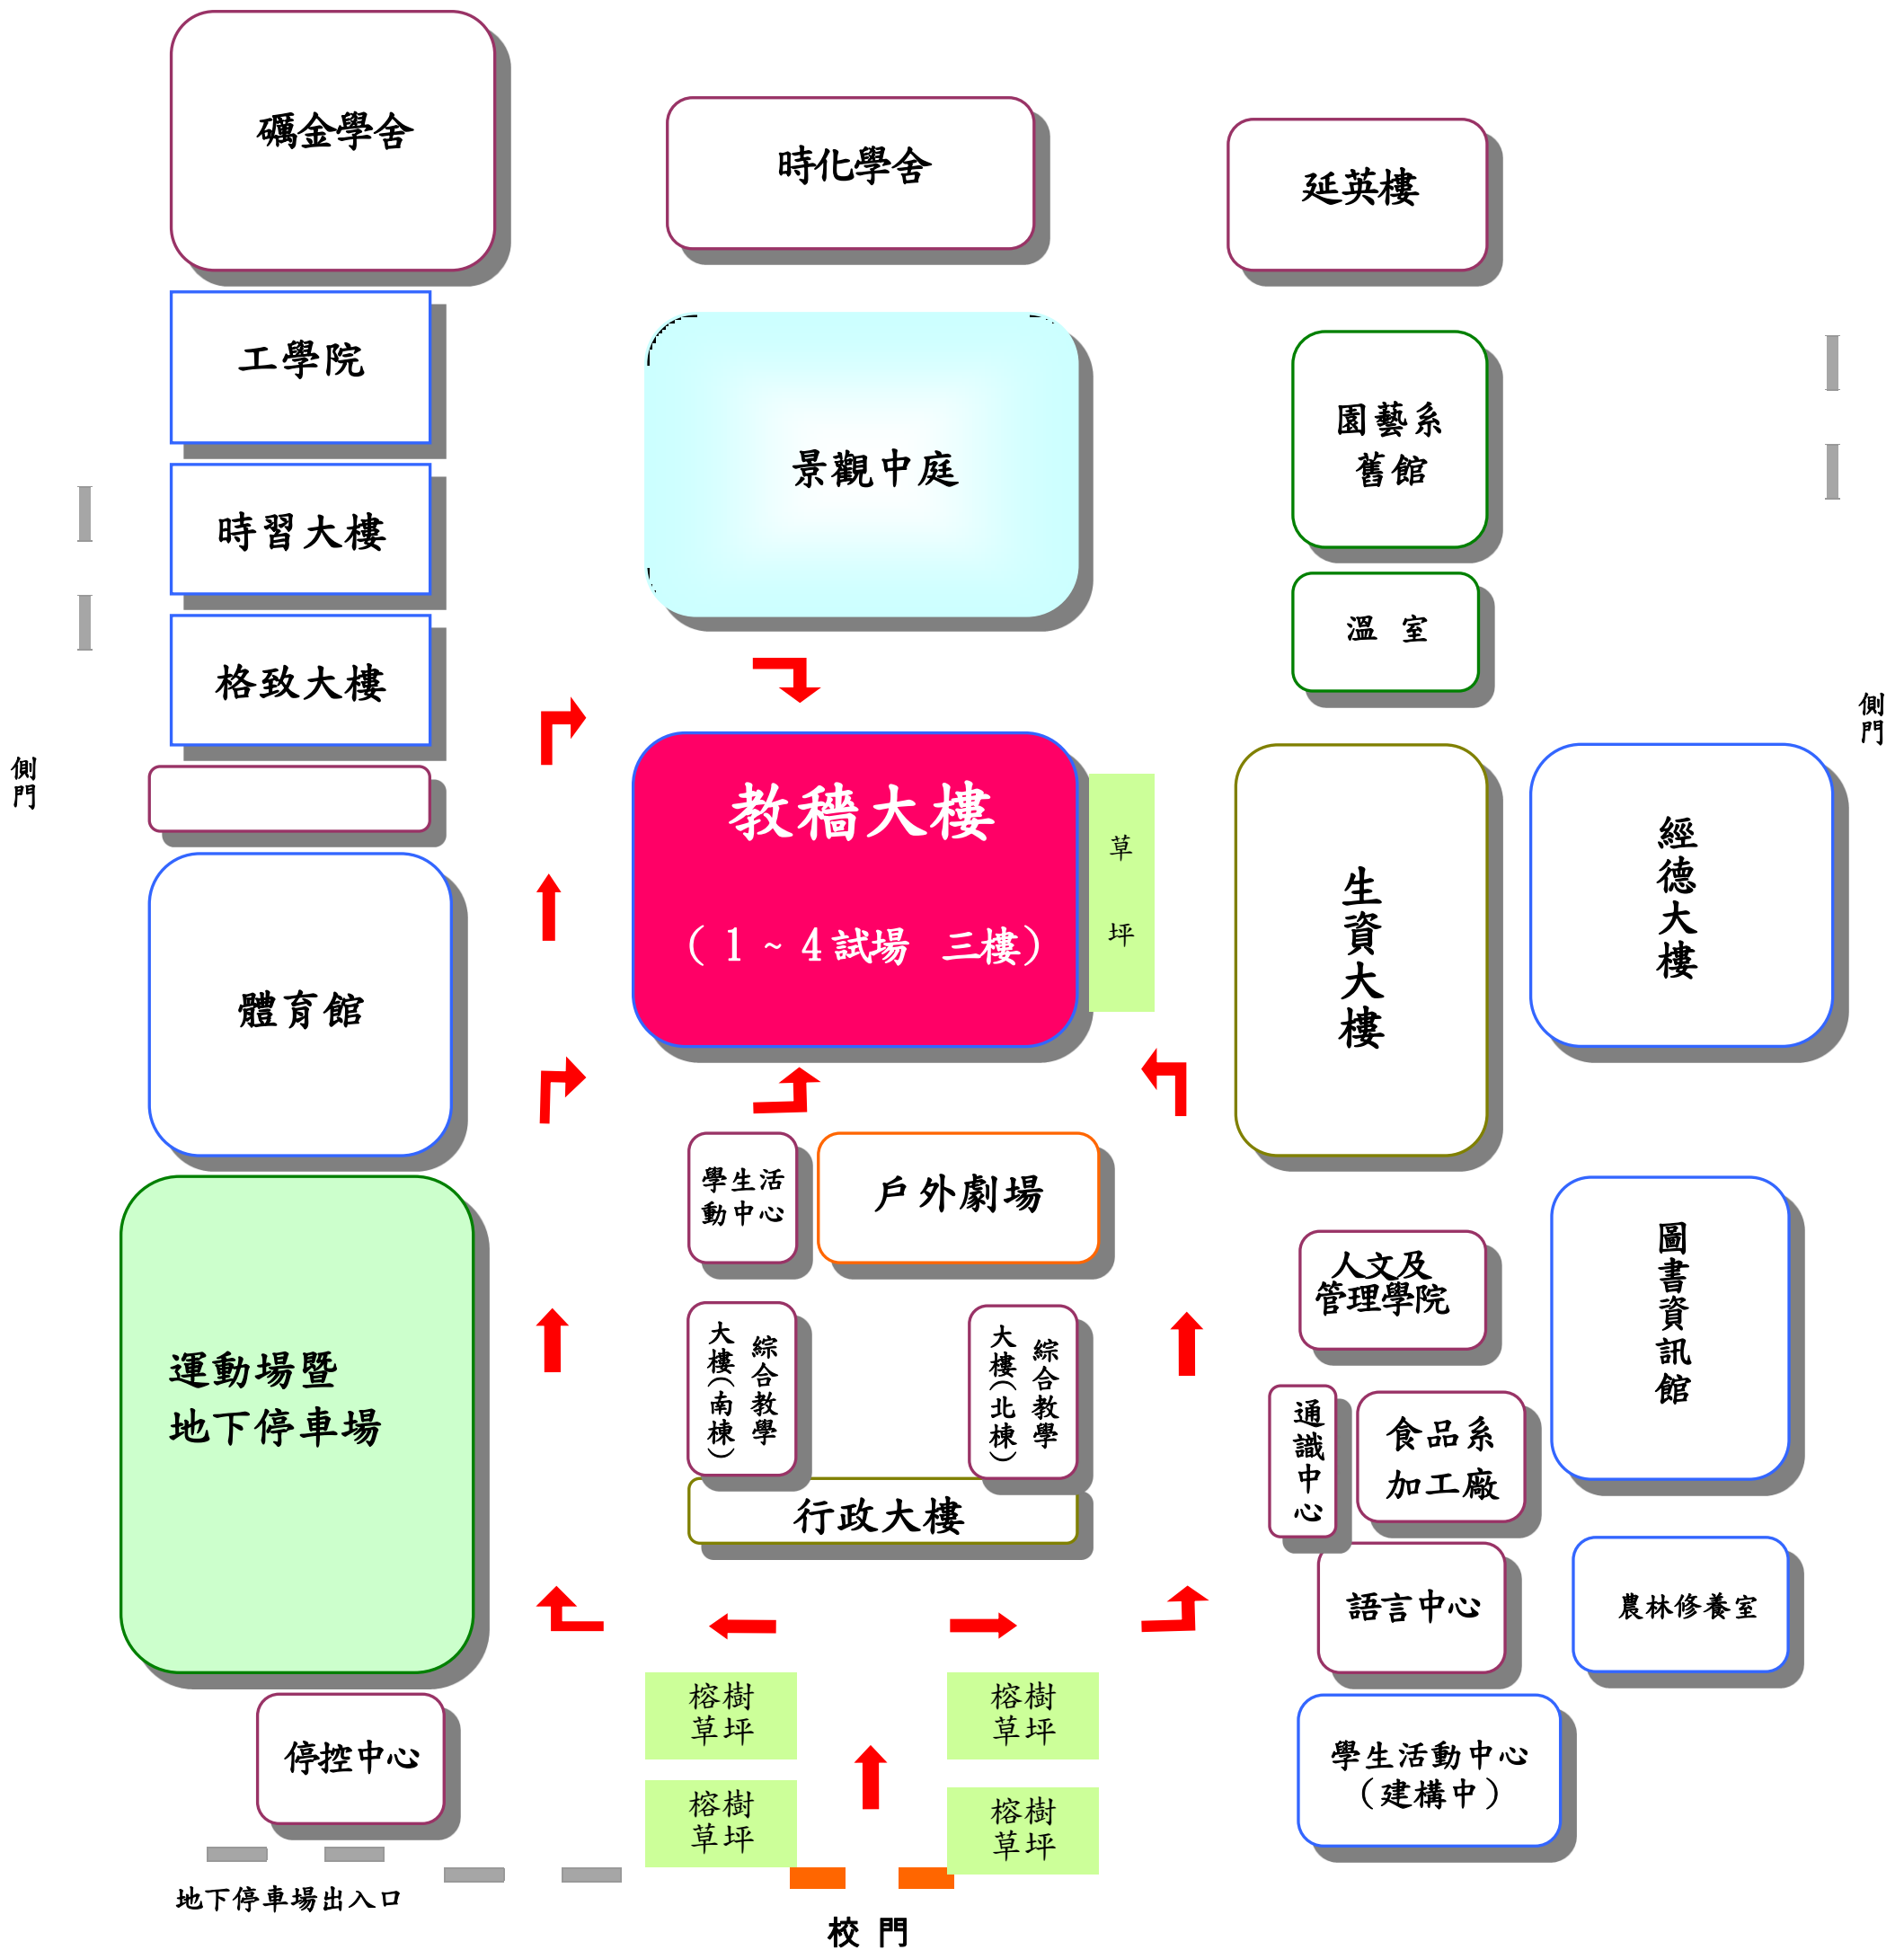 礪金學舍
時化學舍
延英樓
工學院
景觀中庭
園藝系
舊館
時習大樓
溫 室
格致大樓
側門
側門
教穡大樓
(1~4試場 三樓)
草坪
生資大樓
經德大樓
體育館
學生活
動中心
戶外劇場
人文及
管理學院
圖書資訊館
運動場暨
地下停車場
綜合教學
大樓(南棟)
綜合教學
大樓(北棟)
通識中心
食品系
加工廠
行政大樓
語言中心
農林修養室
榕樹
草坪
榕樹
草坪
停控中心
學生活動中心
(建構中)
榕樹
草坪
榕樹
草坪
地下停車場出入口
校 門